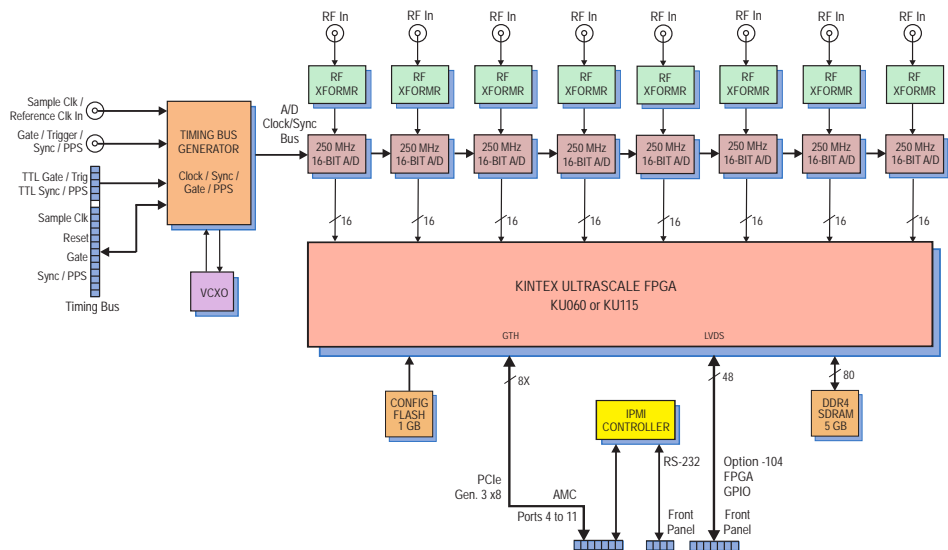 RF In
RF In
RF In
RF In
RF In
RF In
RF In
RF In
RF
XFORMR
RF
XFORMR
RF
XFORMR
RF
XFORMR
RF
XFORMR
RF
XFORMR
RF
XFORMR
RF
XFORMR
Sample Clk /
Reference Clk In
Gate / Trigger /
Sync / PPS
TTL Gate / Trig
TTL Sync / PPS
Sample Clk
Reset
Gate
Sync / PPS
Timing Bus
TIMING BUS
GENERATOR
Clock / Sync /
Gate / PPS
VCXO
A/D
Clock/Sync
Bus
250 MHz
16-BIT A/D
250 MHz
16-BIT A/D
250 MHz
16-BIT A/D
250 MHz
16-BIT A/D
250 MHz
16-BIT A/D
250 MHz
16-BIT A/D
250 MHz
16-BIT A/D
250 MHz
16-BIT A/D
16
16
16
16
16
16
16
16
KINTEX ULTRASCALE FPGA
KU060 or KU115
GTH
LVDS
8X
48
80
CONFIG
FLASH
1 GB
IPMI
CONTROLLER
DDR4
SDRAM
5 GB
PCIe
Gen. 3 x8
AMC
Ports 4 to 11
RS-232
Front
Panel
Option -104
FPGA
GPIO
Front
Panel